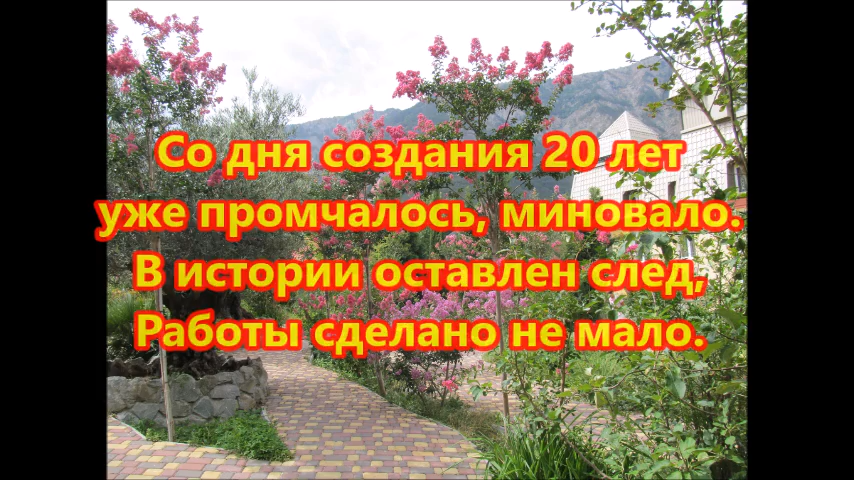 Со дня создания 20 лет
уже промчалось, миновало.
В истории оставлен след,
Работы сделано не мало.